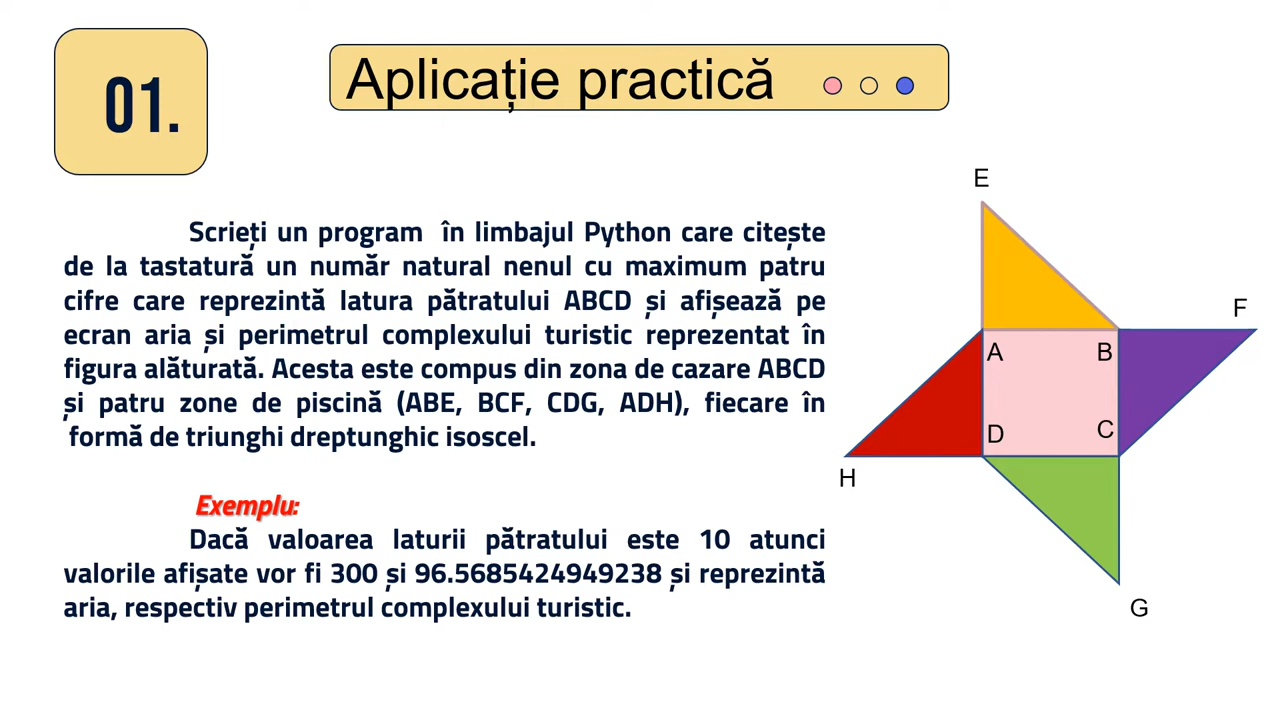 01.
Aplicație practică
Scrieți un program în limbajul Python care citește
de la tastatură un număr natural nenul cu maximum patru
cifre care reprezintă latura pătratului ABCD și afișează pe
ecran aria și perimetrul complexului turistic reprezentat în
figura alăturată. Acesta este compus din zona de cazare ABCD
și patru zone de piscină (ABE, BCF, CDG, ADH), fiecare în
formă de triunghi dreptunghic isoscel.
Exemplu:
Dacă valoarea laturii pătratului este 10 atunci
valorile afișate vor fi 300 și 96.5685424949238 și reprezintă
aria, respectiv perimetrul complexului turistic.
E
F
A
B
D
C
H
G